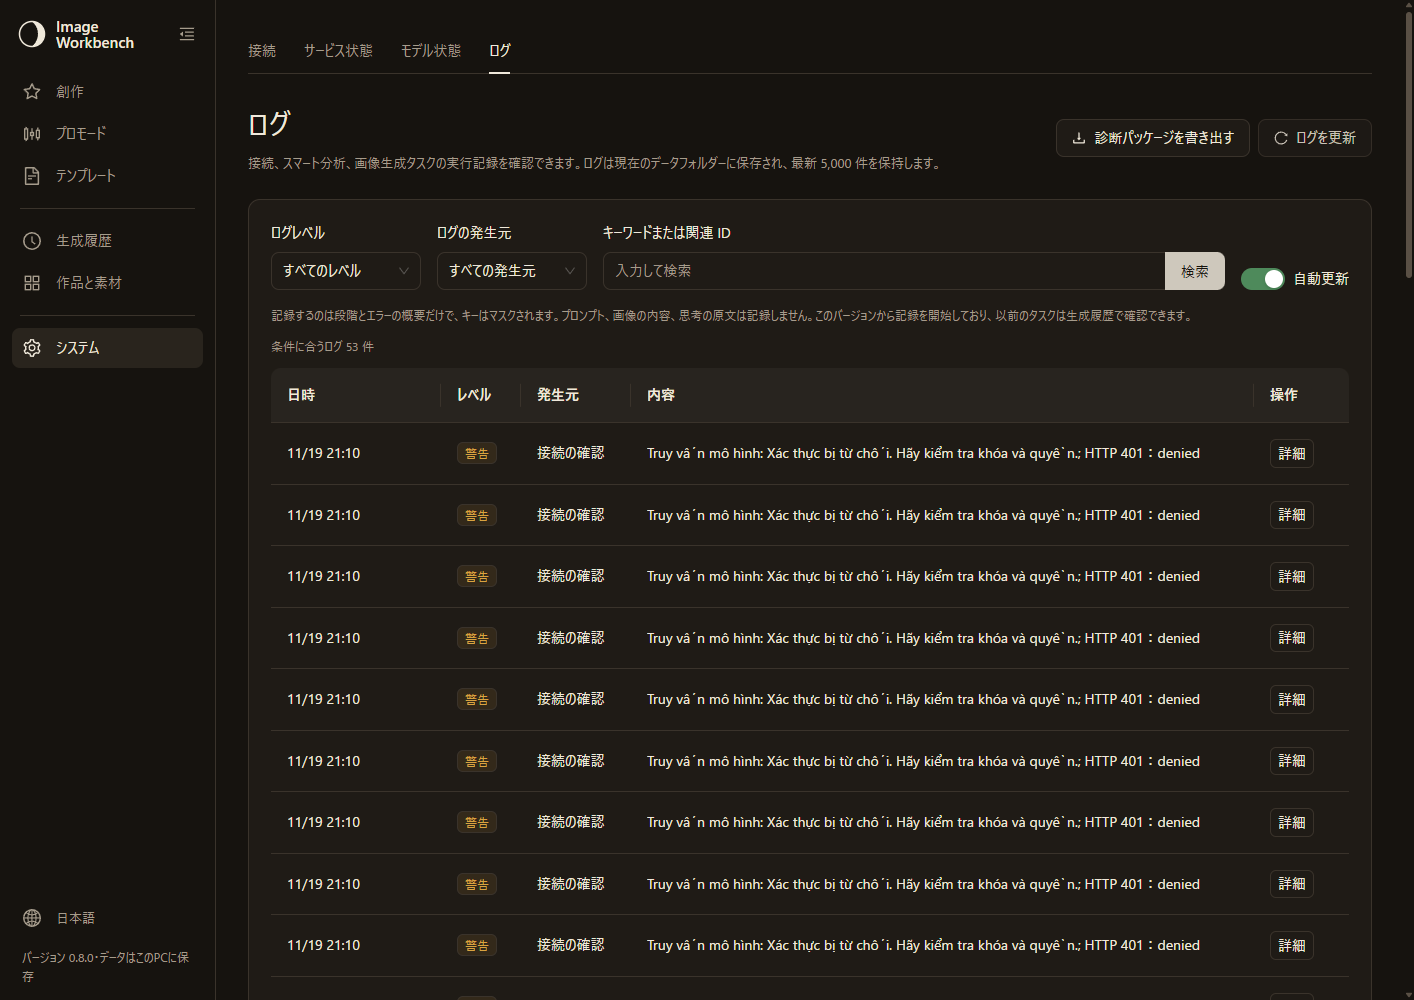 Image
Workbench
創作
プロモード
テンプレート
生成履歴
作品と素材
システム
日本語
バージョン 0.8.0・データはこのPCに保
存
接続 サービス状態 モデル状態 ログ
ログ
接続、スマート分析、画像生成タスクの実行記録を確認できます。ログは現在のデータフォルダーに保存され、最新 5,000 件を保持します。
診断パッケージを書き出す ログを更新
ログレベル ログの発生元 キーワードまたは関連 ID
すべてのレベル すべての発生元 入力して検索 検索 自動更新
記録するのは段階とエラーの概要だけで、キーはマスクされます。プロンプト、画像の内容、思考の原文は記録しません。このバージョンから記録を開始しており、以前のタスクは生成履歴で確認できます。
条件に合うログ 53 件
日時 レベル 発生元 内容 操作
11/19 21:10 警告 接続の確認 Truy vấn mô hình: Xác thực bị từ chối. Hãy kiểm tra khóa và quyền.; HTTP 401：denied 詳細
11/19 21:10 警告 接続の確認 Truy vấn mô hình: Xác thực bị từ chối. Hãy kiểm tra khóa và quyền.; HTTP 401：denied 詳細
11/19 21:10 警告 接続の確認 Truy vấn mô hình: Xác thực bị từ chối. Hãy kiểm tra khóa và quyền.; HTTP 401：denied 詳細
11/19 21:10 警告 接続の確認 Truy vấn mô hình: Xác thực bị từ chối. Hãy kiểm tra khóa và quyền.; HTTP 401：denied 詳細
11/19 21:10 警告 接続の確認 Truy vấn mô hình: Xác thực bị từ chối. Hãy kiểm tra khóa và quyền.; HTTP 401：denied 詳細
11/19 21:10 警告 接続の確認 Truy vấn mô hình: Xác thực bị từ chối. Hãy kiểm tra khóa và quyền.; HTTP 401：denied 詳細
11/19 21:10 警告 接続の確認 Truy vấn mô hình: Xác thực bị từ chối. Hãy kiểm tra khóa và quyền.; HTTP 401：denied 詳細
11/19 21:10 警告 接続の確認 Truy vấn mô hình: Xác thực bị từ chối. Hãy kiểm tra khóa và quyền.; HTTP 401：denied 詳細
11/19 21:10 警告 接続の確認 Truy vấn mô hình: Xác thực bị từ chối. Hãy kiểm tra khóa và quyền.; HTTP 401：denied 詳細